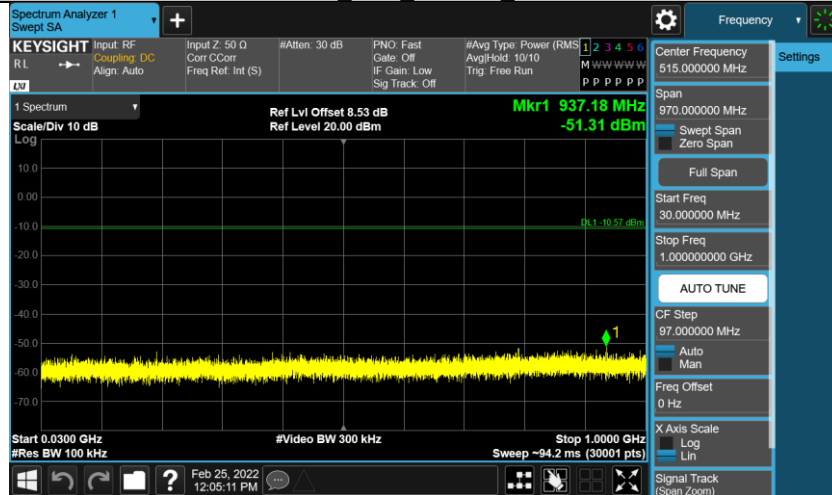 Spectrum Analyzer 1
Swept SA
+
Frequency
KEYSIGHT
RL
LXI
Input: RF
Coupling: DC
Align: Auto
Input Z: 50 Ω
Corr CCorr
Freq Ref: Int (S)
#Atten: 30 dB
PNO: Fast
Gate: Off
IF Gain: Low
Sig Track: Off
#Avg Type: Power (RMS
Avg|Hold: 10/10
Trig: Free Run
1 2 3 4 5 6
M W W W W W
P P P P P P
Center Frequency
515.000000 MHz
Settings
Span
970.000000 MHz
Swept Span
Zero Span
Full Span
Start Freq
30.000000 MHz
Stop Freq
1.000000000 GHz
AUTO TUNE
CF Step
97.000000 MHz
Auto
Man
Freq Offset
0 Hz
X Axis Scale
Log
Lin
Signal Track
(Span Zoom)
1 Spectrum
Scale/Div 10 dB
Log
Ref Lvl Offset 8.53 dB
Ref Level 20.00 dBm
Mkr1 937.18 MHz
-51.31 dBm
10.0
0.00
-10.0
DL1 -10.57 dBm
-20.0
-30.0
-40.0
-50.0
1
-60.0
-70.0
Start 0.0300 GHz
#Video BW 300 kHz
Stop 1.0000 GHz
#Res BW 100 kHz
Sweep ~94.2 ms (30001 pts)
?
Feb 25, 2022
12:05:11 PM